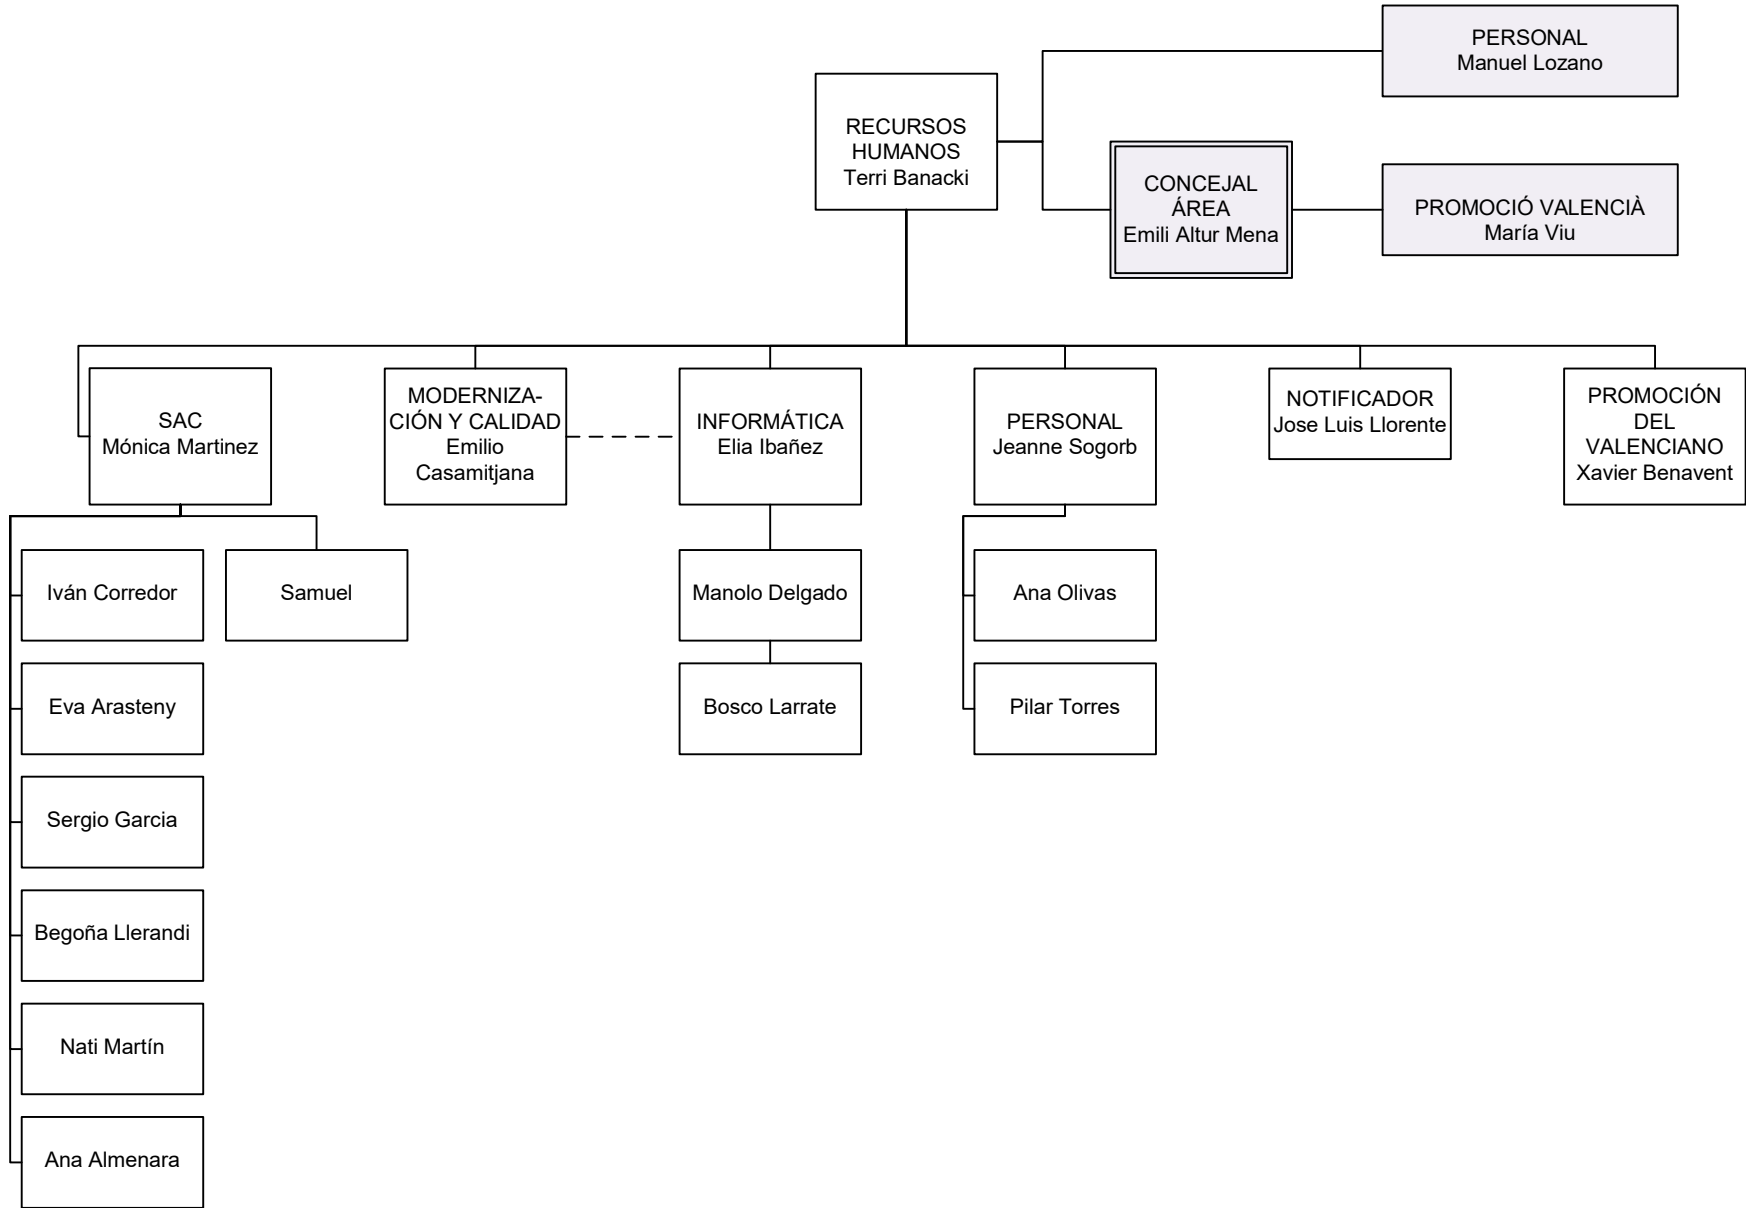 PERSONAL
Manuel Lozano
RECURSOS
HUMANOS
Terri Banacki
CONCEJAL
ÁREA
Emili Altur Mena
PROMOCIÓ VALENCIÀ
María Viu
SAC
Mónica Martinez
MODERNIZA-
CIÓN Y CALIDAD
Emilio
Casamitjana
INFORMÁTICA
Elia Ibañez
PERSONAL
Jeanne Sogorb
NOTIFICADOR
Jose Luis Llorente
PROMOCIÓN
DEL
VALENCIANO
Xavier Benavent
Iván Corredor
Samuel
Manolo Delgado
Ana Olivas
Eva Arasteny
Bosco Larrate
Pilar Torres
Sergio Garcia
Begoña Llerandi
Nati Martín
Ana Almenara